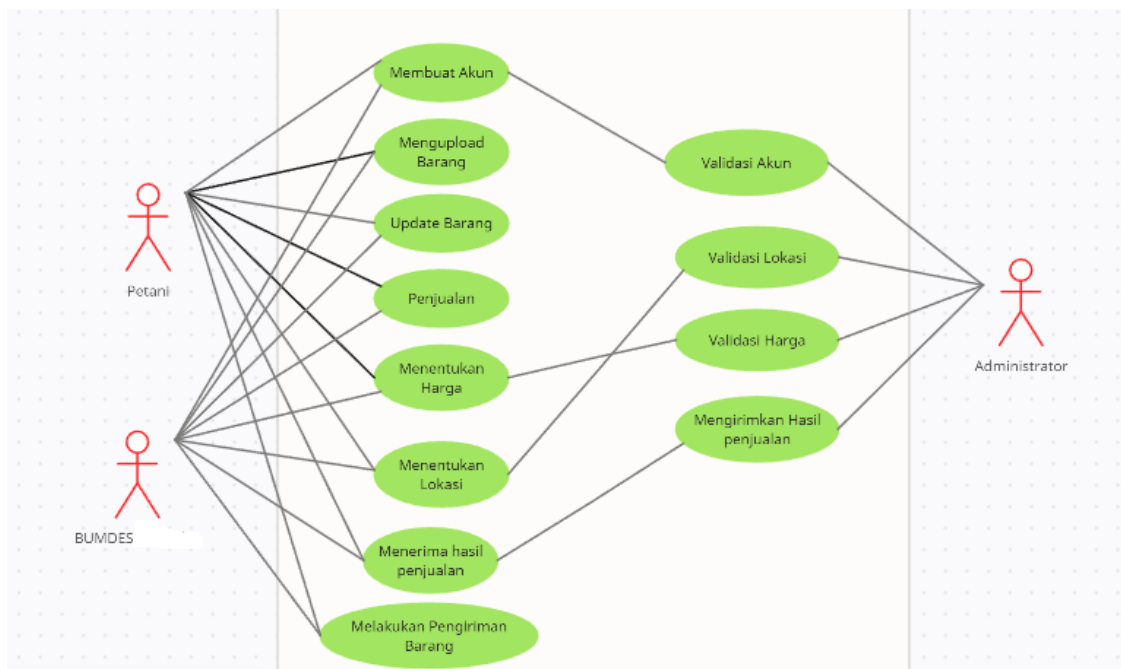 Membuat Akun
Mengupload
Barang
Validasi Akun
Update Barang
Petani
Validasi Lokasi
Penjualan
Validasi Harga
Menentukan
Harga
Administrator
Mengirimkan Hasil
penjualan
Menentukan
Lokasi
BUMDES
Menerima hasil
penjualan
Melakukan Pengiriman
Barang